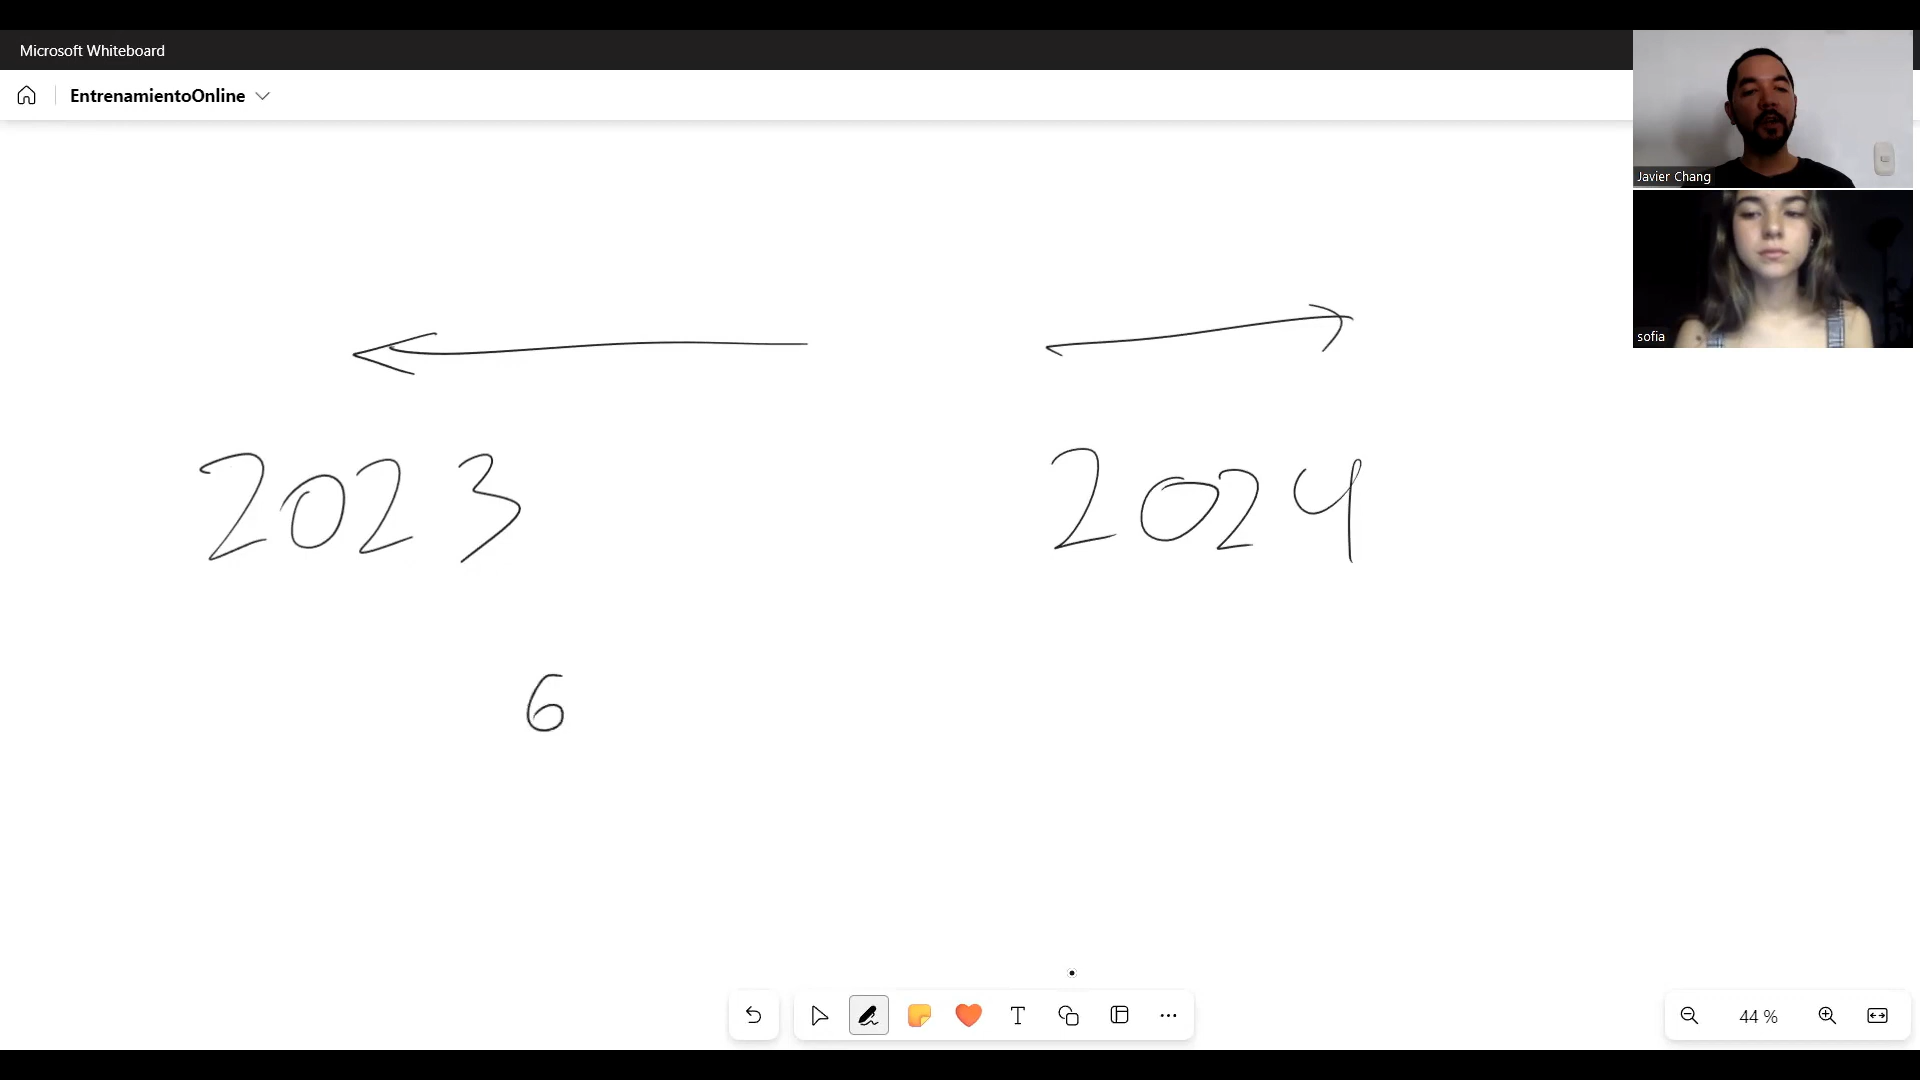 Microsoft Whiteboard
EntrenamientoOnline
Javier Chang
sofia
2023 2024
6
44 %